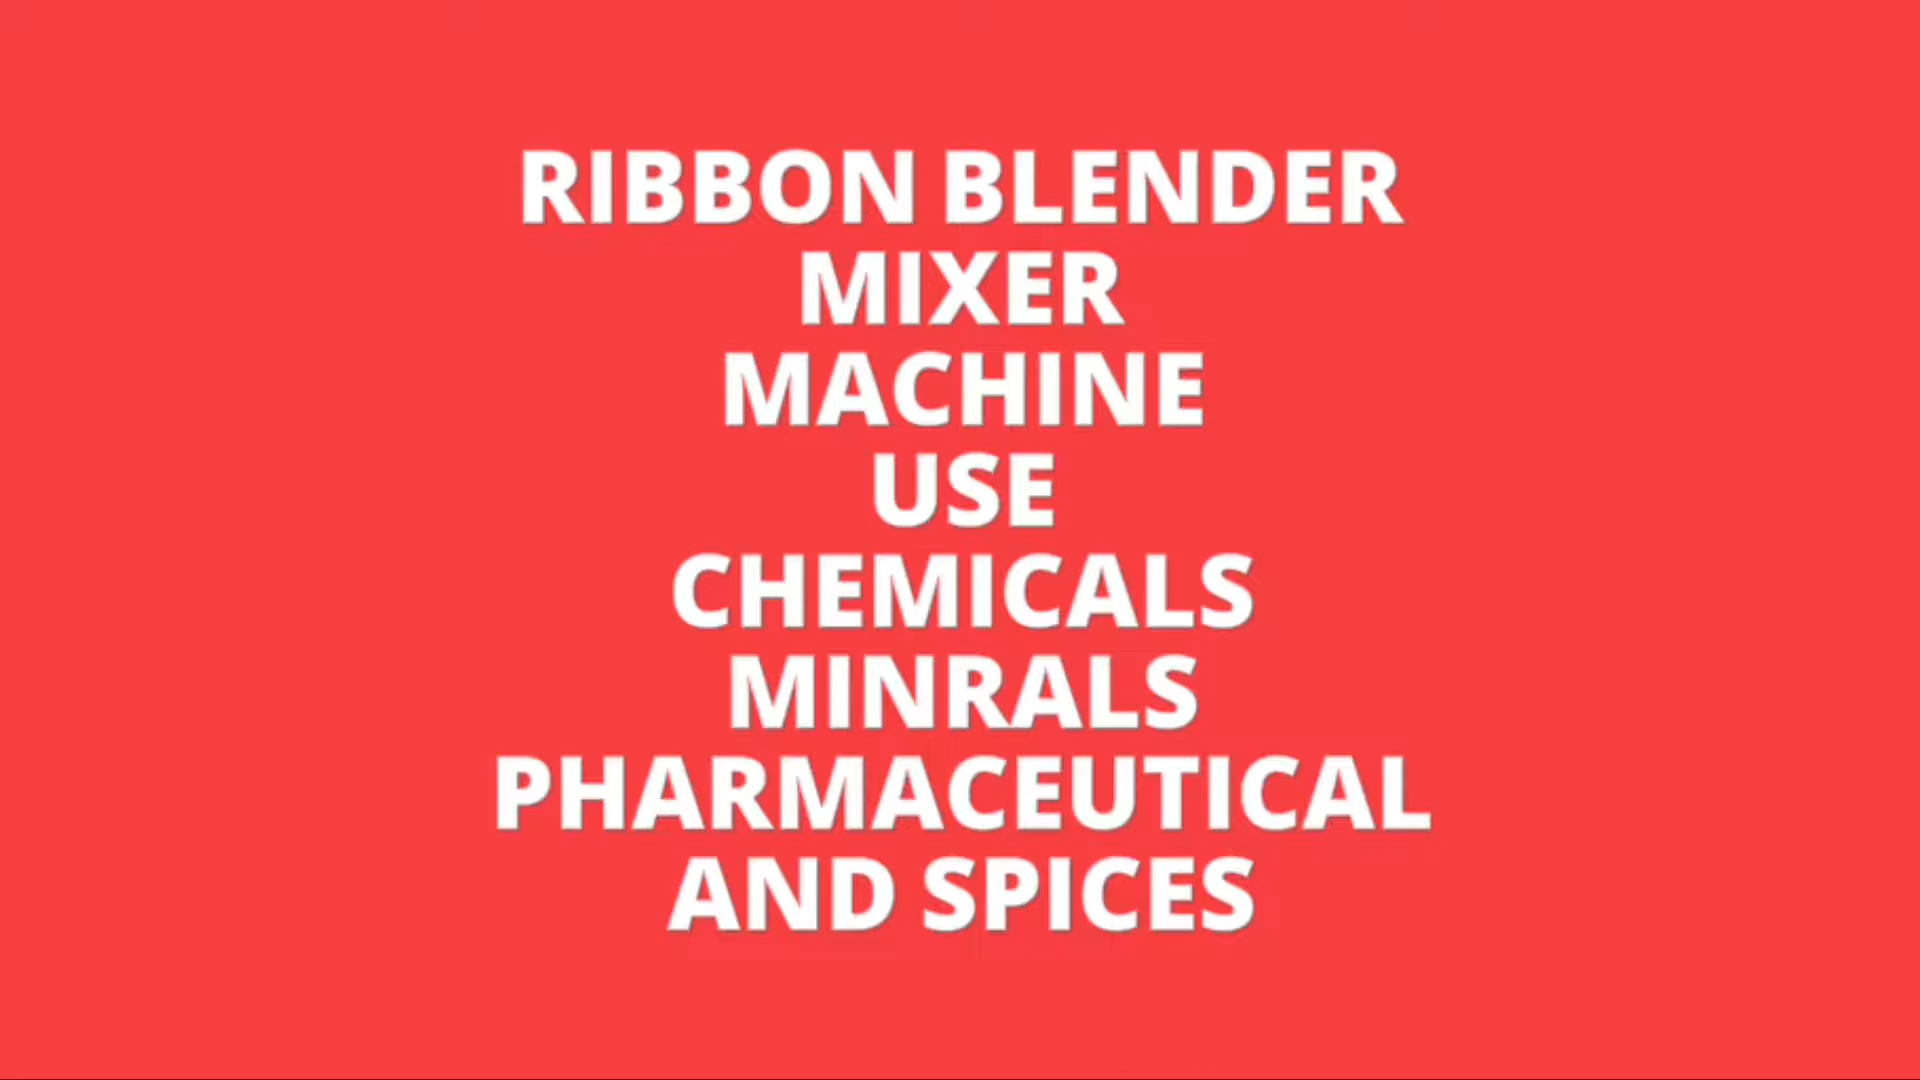 RIBBON BLENDER
MIXER
MACHINE
USE
CHEMICALS
MINRALS
PHARMACEUTICAL
AND SPICES